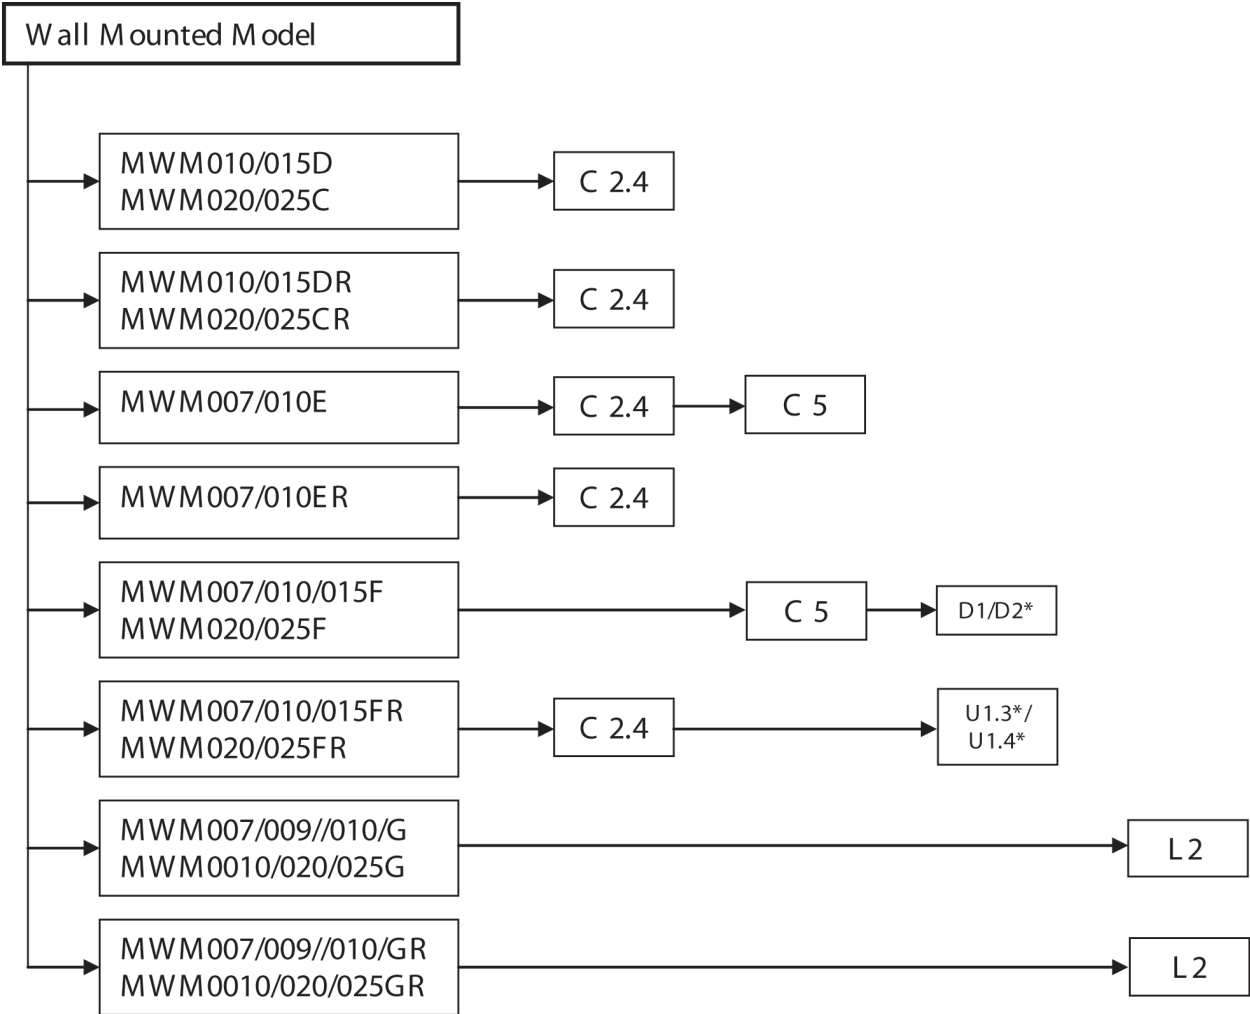 Wall Mounted Model
MWM010/015D
MWM020/025C
C 2.4
MWM010/015DR
MWM020/025CR
C 2.4
MWM007/010E
C 2.4
C 5
MWM007/010ER
C 2.4
MWM007/010/015F
MWM020/025F
C 5
D1/D2*
MWM007/010/015FR
MWM020/025FR
C 2.4
U1.3*/
U1.4*
MWM007/009//010/G
MWM0010/020/025G
L2
MWM007/009//010/GR
MWM0010/020/025GR
L2